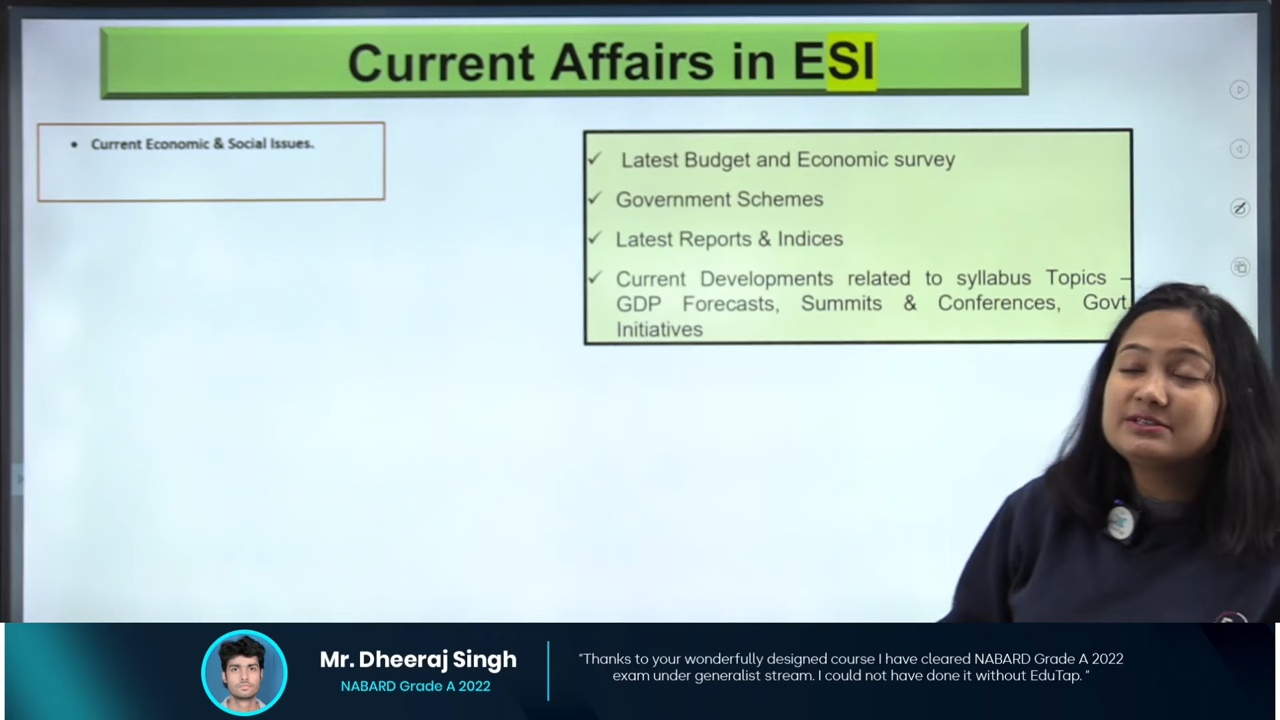 Current Affairs in ESI
• Current Economic & Social Issues.
✓ Latest Budget and Economic survey
✓ Government Schemes
✓ Latest Reports & Indices
✓ Current Developments related to syllabus Topics –
GDP Forecasts, Summits & Conferences, Govt.
Initiatives
Mr. Dheeraj Singh
NABARD Grade A 2022
“Thanks to your wonderfully designed course I have cleared NABARD Grade A 2022
exam under generalist stream. I could not have done it without EduTap. ”